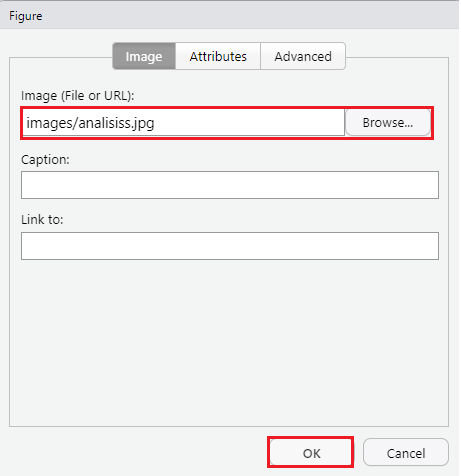 Figure
Image Attributes Advanced
Image (File or URL):
images/analisiss.jpg Browse...
Caption:
Link to:
OK Cancel